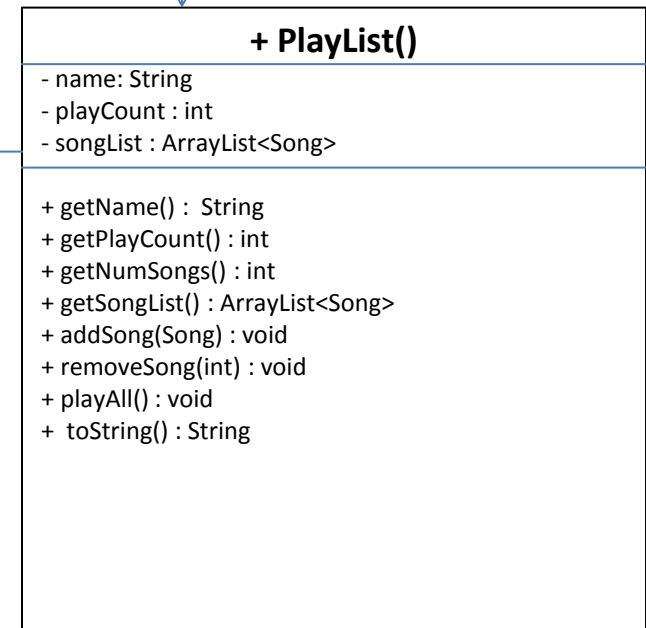 + PlayList()
- name: String
- playCount : int
- songList : ArrayList<Song>
+ getName() : String
+ getPlayCount() : int
+ getNumSongs() : int
+ getSongList() : ArrayList<Song>
+ addSong(Song) : void
+ removeSong(int) : void
+ playAll() : void
+ toString() : String